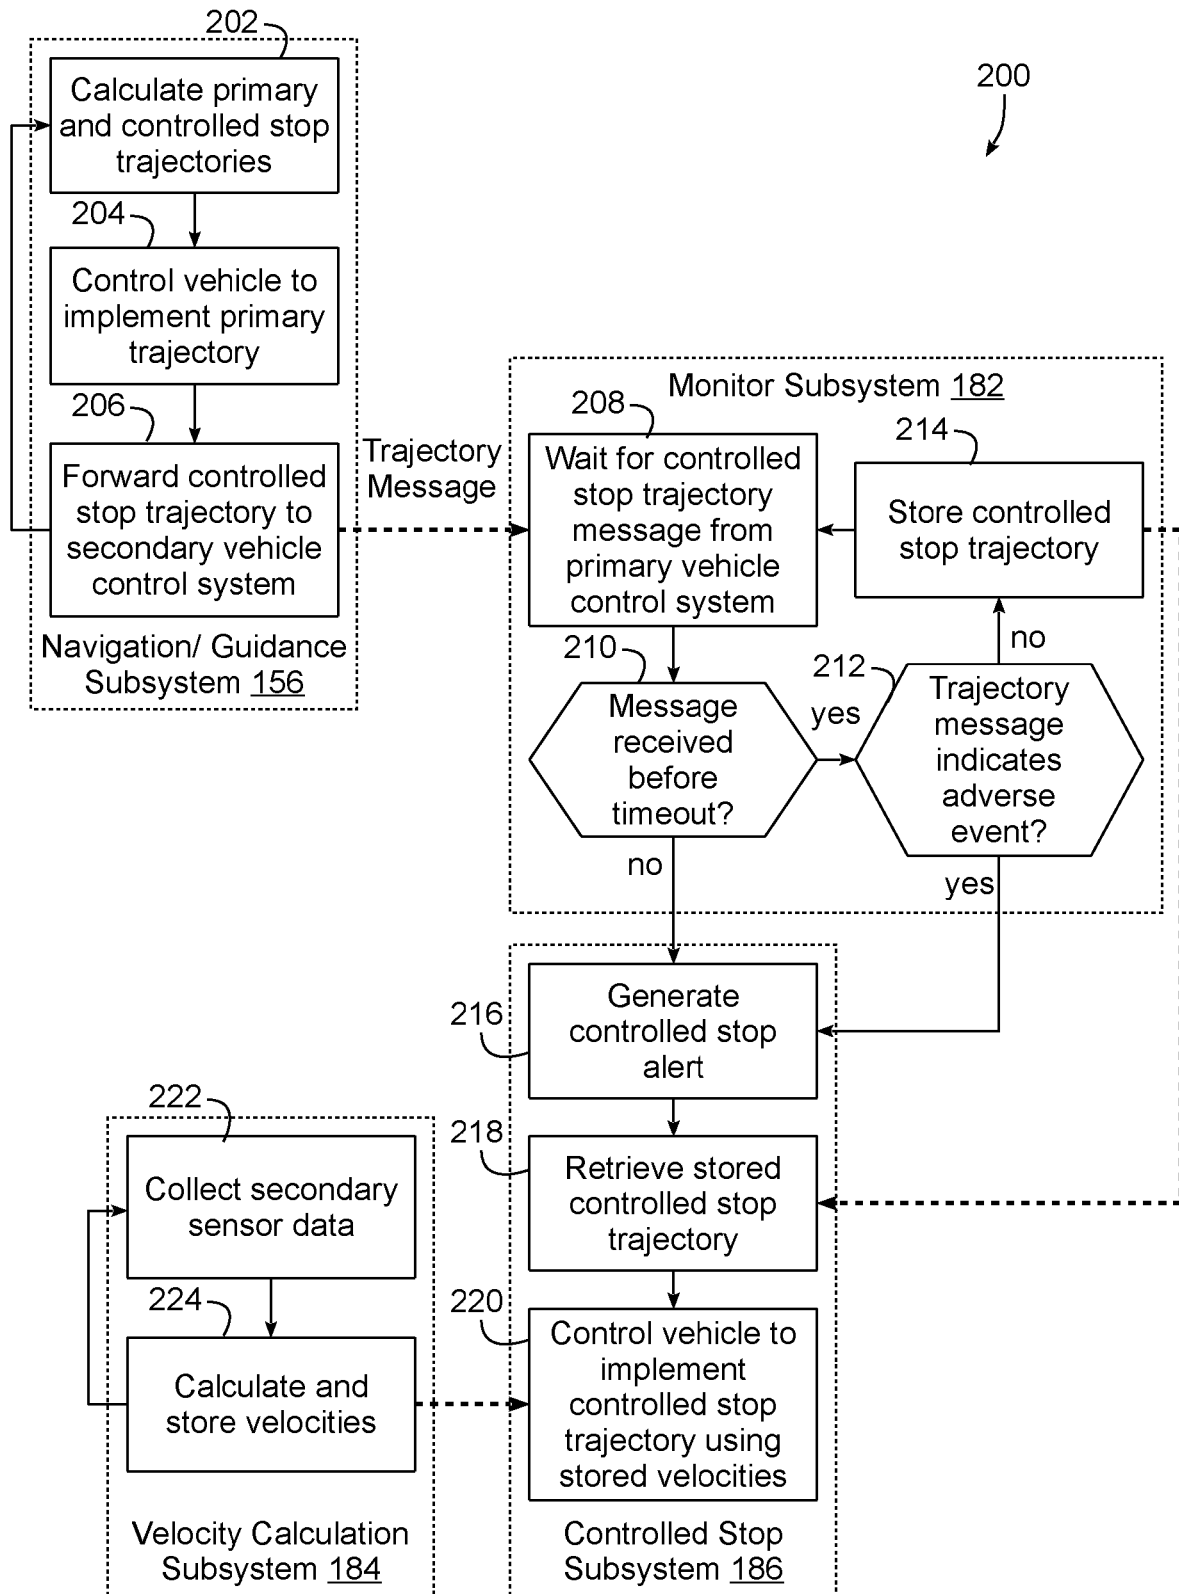 202
Calculate primary
and controlled stop
trajectories
200
204
Control vehicle to
implement primary
trajectory
206
Forward controlled
stop trajectory to
secondary vehicle
control system
Navigation/ Guidance
Subsystem 156
Trajectory
Message
Monitor Subsystem 182
208
Wait for controlled
stop trajectory
message from
primary vehicle
control system
214
Store controlled
stop trajectory
no
210
Message
received
before
timeout?
yes
212
Trajectory
message
indicates
adverse
event?
no
yes
216
Generate
controlled stop
alert
218
Retrieve stored
controlled stop
trajectory
220
Control vehicle to
implement
controlled stop
trajectory using
stored velocities
Controlled Stop
Subsystem 186
222
Collect secondary
sensor data
224
Calculate and
store velocities
Velocity Calculation
Subsystem 184